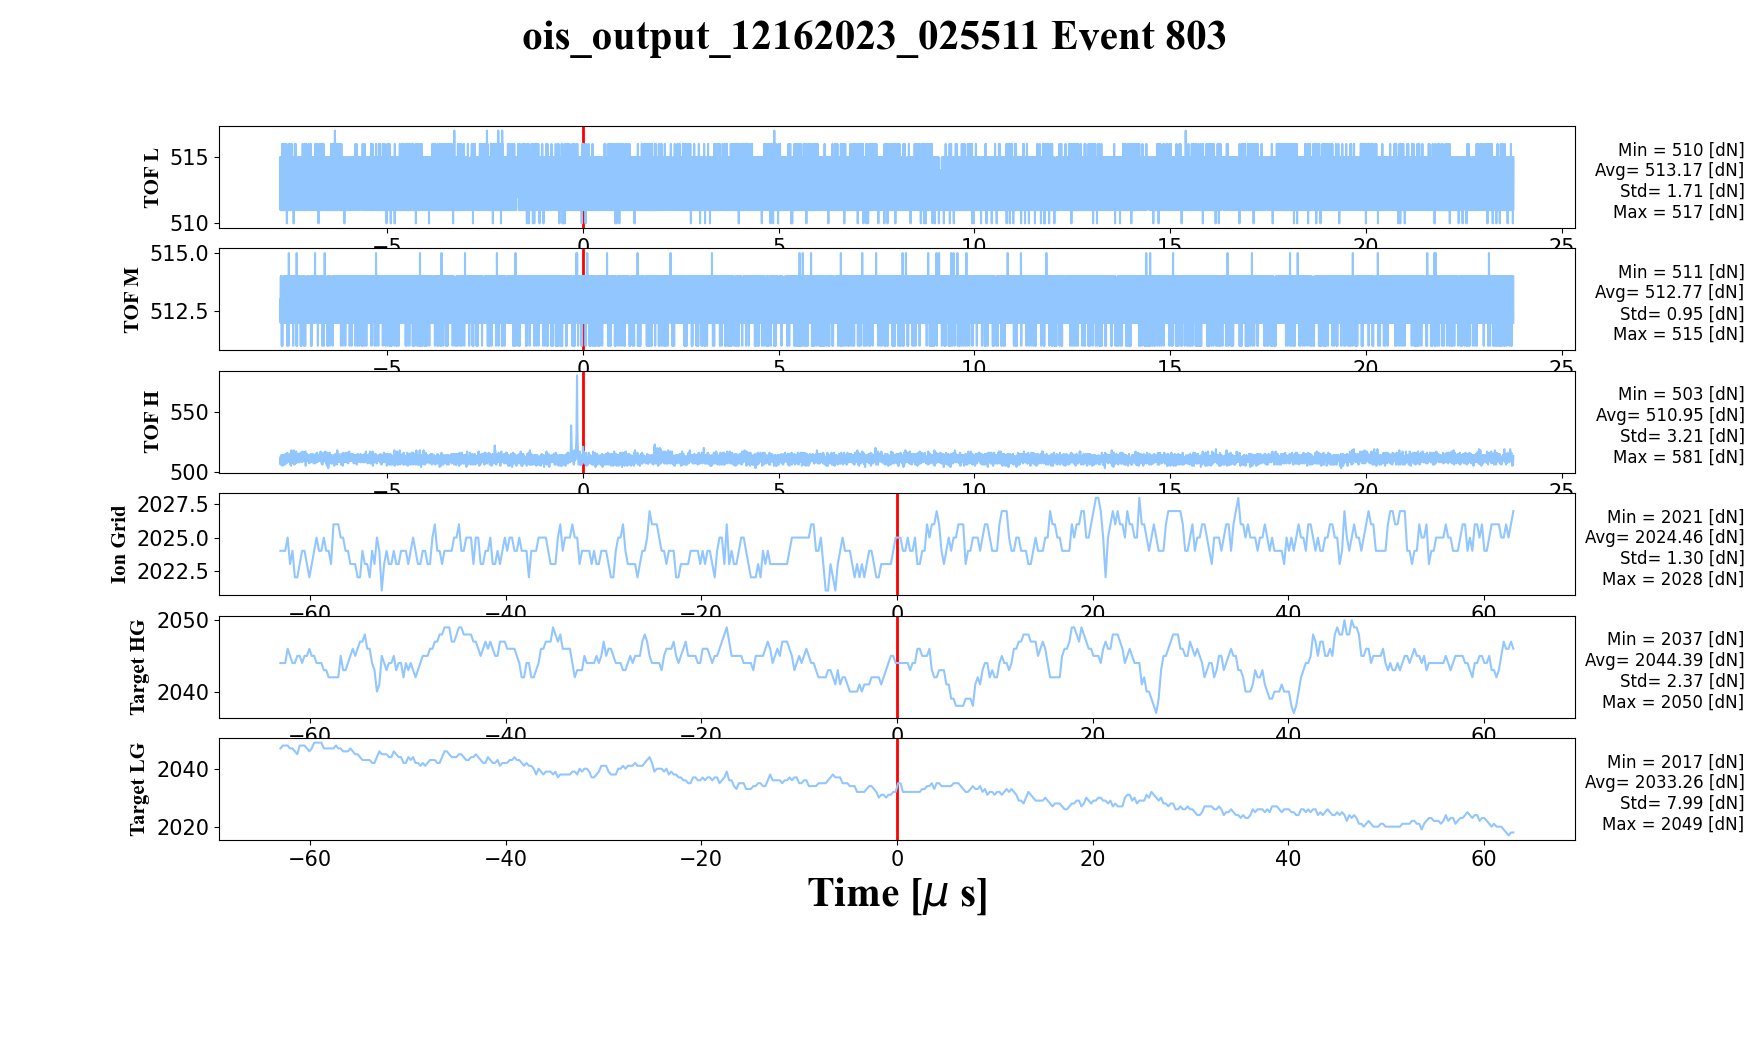 ois_output_12162023_025511 Event 803
TOF L
515
510
−5 0 5 10 15 20 25
Min = 510 [dN]
Avg= 513.17 [dN]
Std= 1.71 [dN]
Max = 517 [dN]
TOF M
515.0
512.5
−5 0 5 10 15 20 25
Min = 511 [dN]
Avg= 512.77 [dN]
Std= 0.95 [dN]
Max = 515 [dN]
TOF H
550
500
−5 0 5 10 15 20 25
Min = 503 [dN]
Avg= 510.95 [dN]
Std= 3.21 [dN]
Max = 581 [dN]
Ion Grid
2027.5
2025.0
2022.5
−60 −40 −20 0 20 40 60
Min = 2021 [dN]
Avg= 2024.46 [dN]
Std= 1.30 [dN]
Max = 2028 [dN]
Target HG
2050
2040
−60 −40 −20 0 20 40 60
Min = 2037 [dN]
Avg= 2044.39 [dN]
Std= 2.37 [dN]
Max = 2050 [dN]
Target LG
2040
2020
−60 −40 −20 0 20 40 60
Min = 2017 [dN]
Avg= 2033.26 [dN]
Std= 7.99 [dN]
Max = 2049 [dN]
Time [μ s]